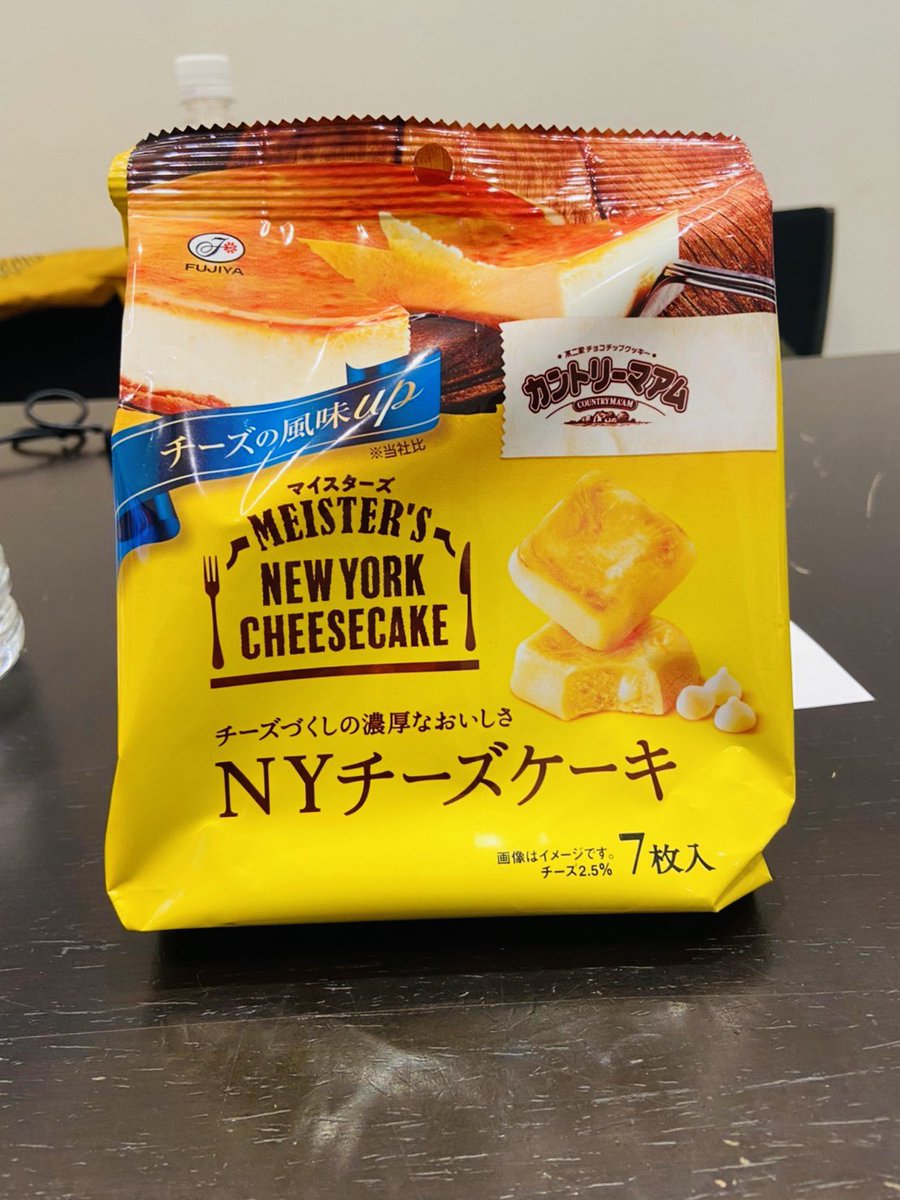 FUJIYA
不二家チョコチップクッキー
カントリーマアム
COUNTRY MA'AM
チーズの風味up
※当社比
マイスターズ
MEISTER'S
NEW YORK
CHEESECAKE
チーズづくしの濃厚なおいしさ
NYチーズケーキ
画像はイメージです。
チーズ2.5%
7枚入